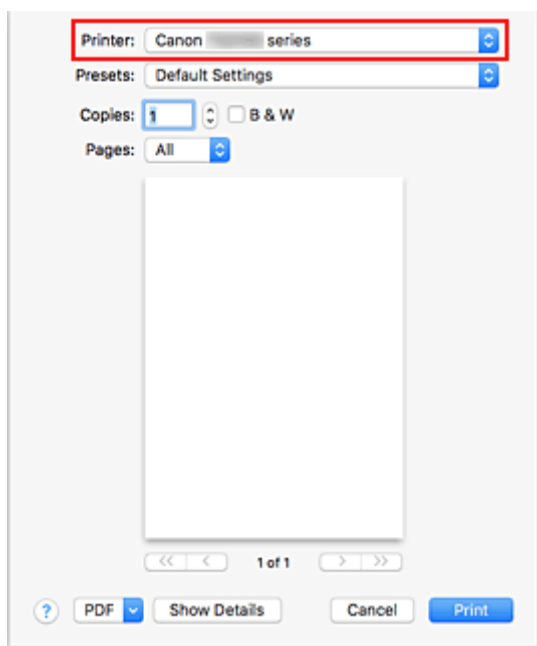 Printer: Canon series
Presets: Default Settings
Copies: 1 B & W
Pages: All
<< < 1 of 1 > >>
? PDF Show Details Cancel Print